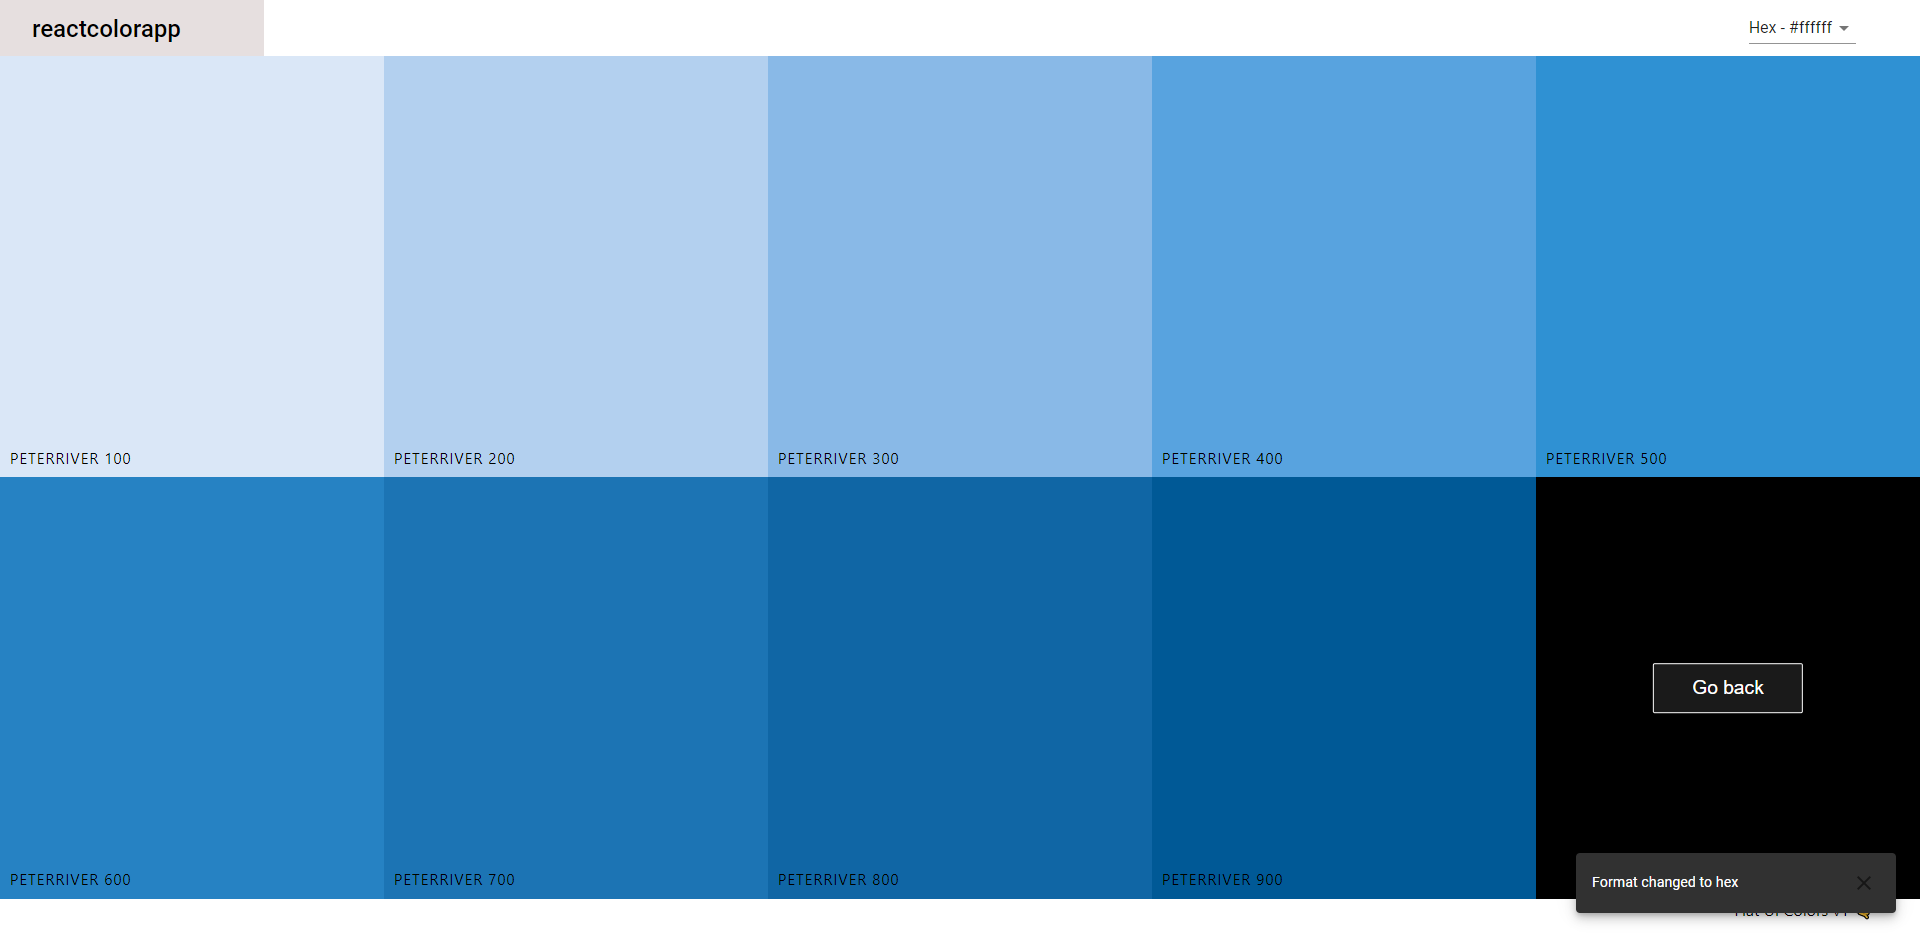 reactcolorapp
Hex - #ffffff
PETERRIVER 100
PETERRIVER 200
PETERRIVER 300
PETERRIVER 400
PETERRIVER 500
PETERRIVER 600
PETERRIVER 700
PETERRIVER 800
PETERRIVER 900
Go back
Format changed to hex